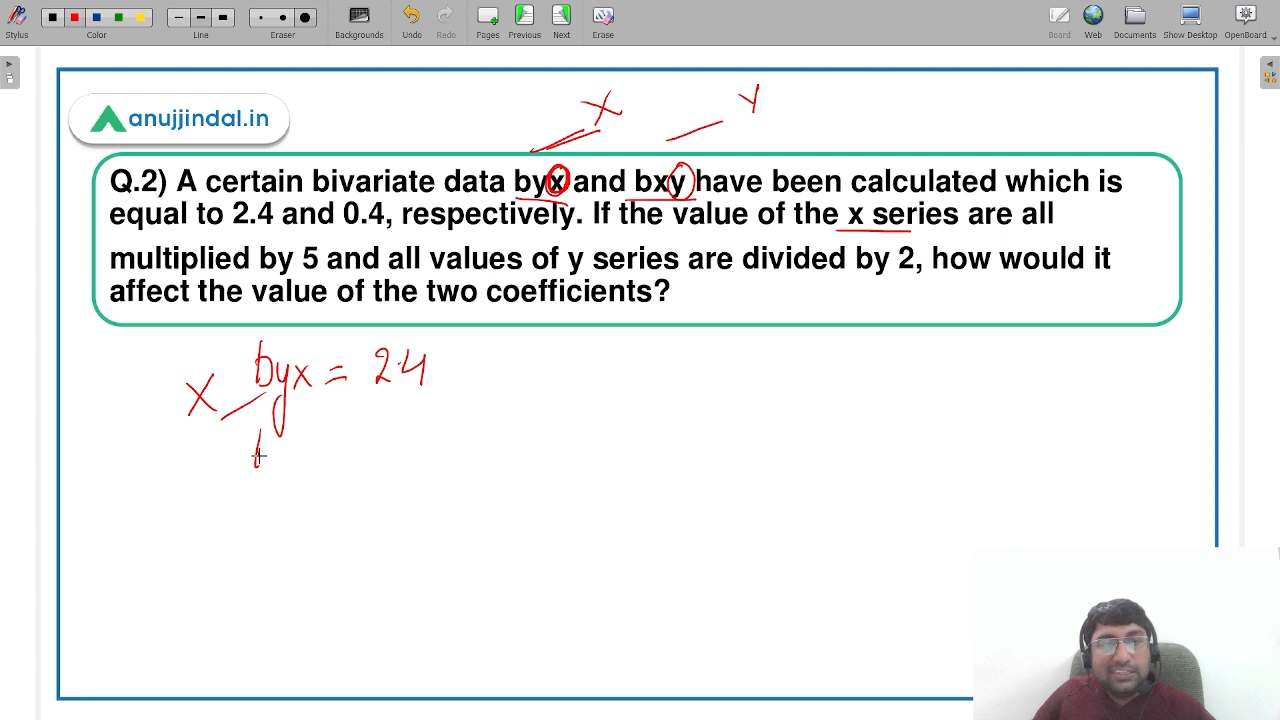 Stylus Color Line Eraser Backgrounds Undo Redo Pages Previous Next Erase Board Web Documents Show Desktop OpenBoard
X Y
anujjindal.in
Q.2) A certain bivariate data byx and bxy have been calculated which is
equal to 2.4 and 0.4, respectively. If the value of the x series are all
multiplied by 5 and all values of y series are divided by 2, how would it
affect the value of the two coefficients?
byx = 2.4
X
b